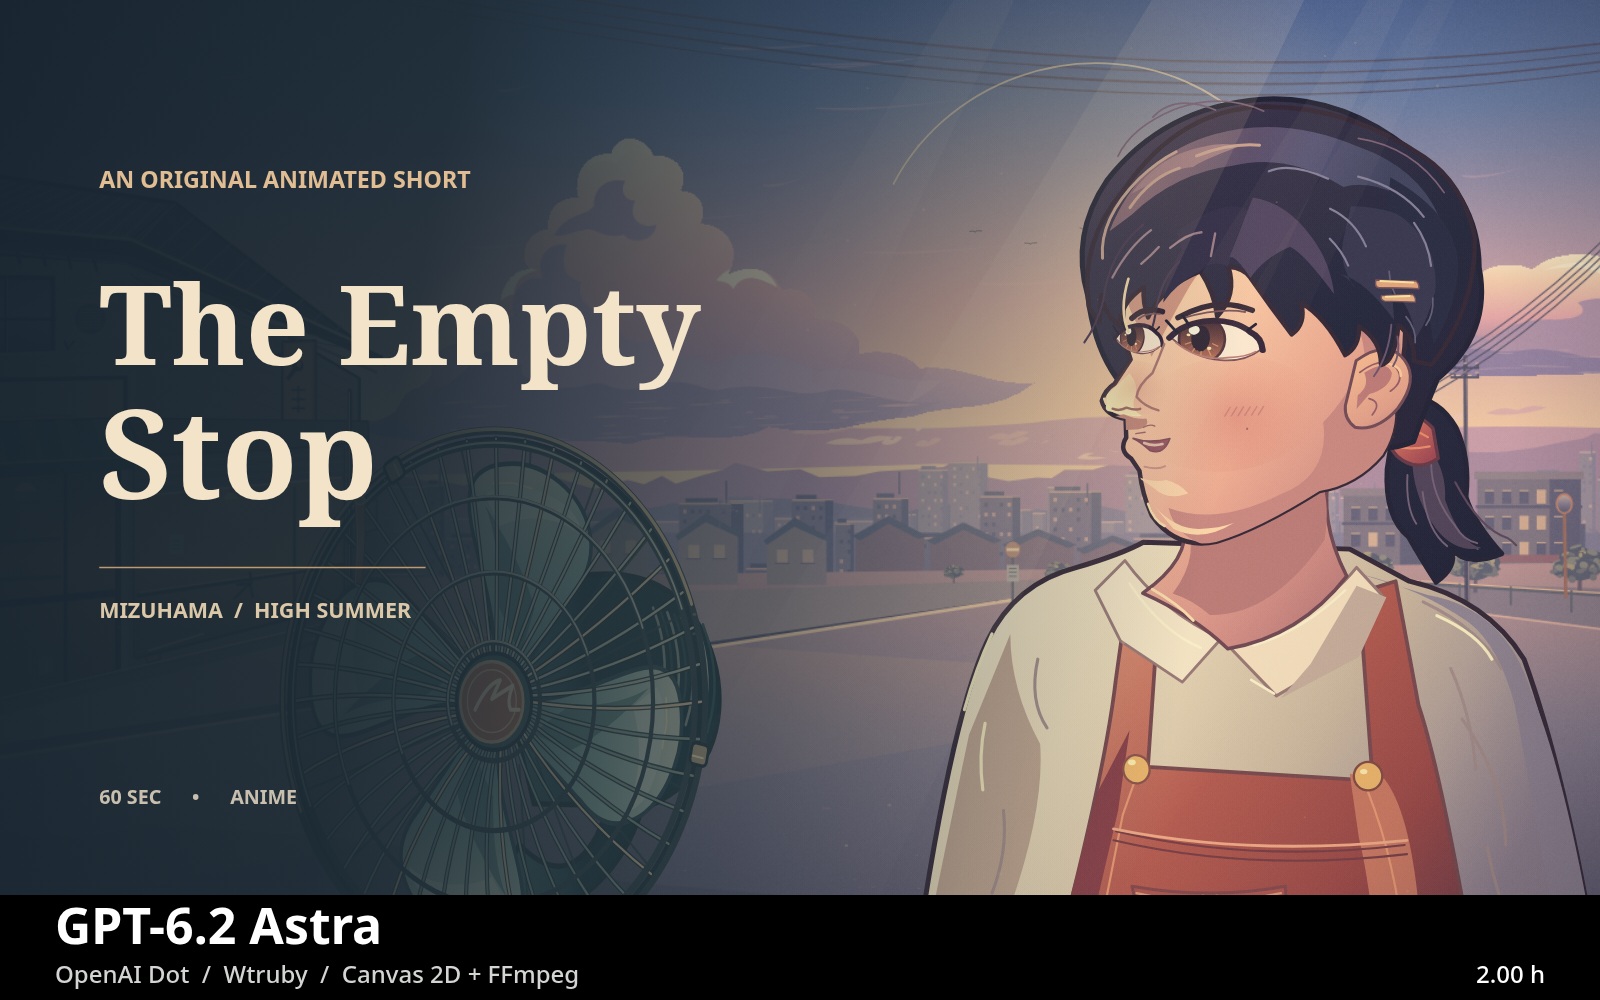 AN ORIGINAL ANIMATED SHORT
The Empty
Stop
MIZUHAMA / HIGH SUMMER
60 SEC • ANIME
GPT-6.2 Astra
OpenAI Dot / Wtruby / Canvas 2D + FFmpeg
2.00 h